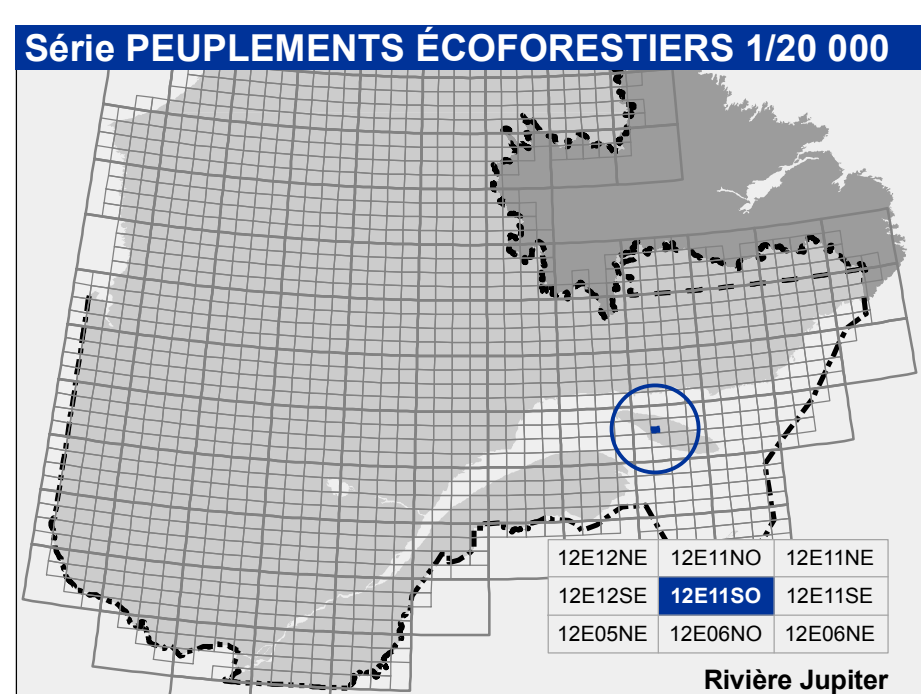 Série PEUPLEMENTS ÉCOFORESTIERS 1/20 000
12E12NE 12E11NO 12E11NE
12E12SE 12E11SO 12E11SE
12E05NE 12E06NO 12E06NE
Rivière Jupiter